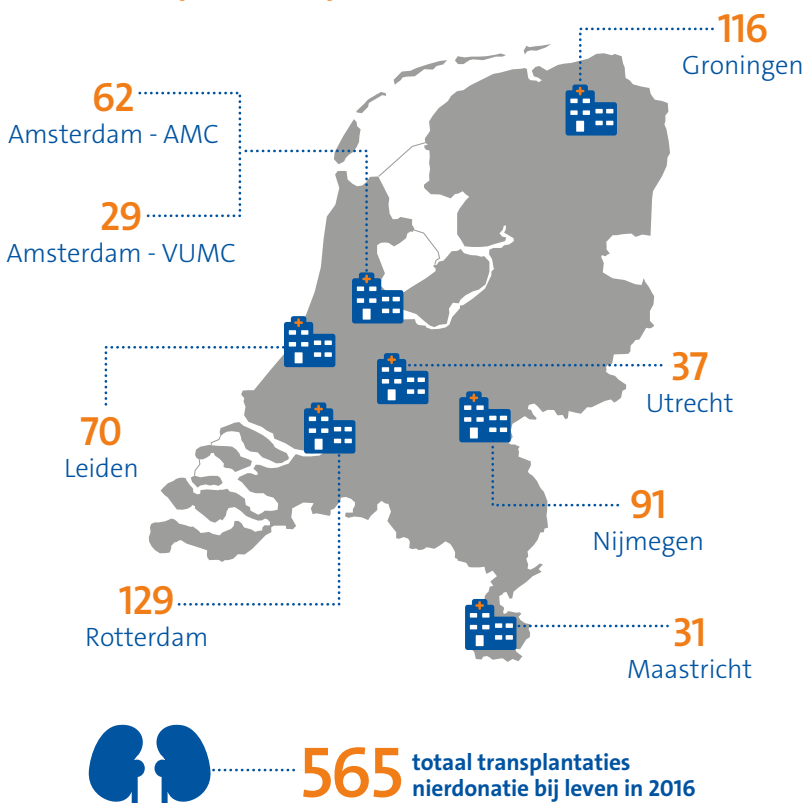 116
Groningen
62
Amsterdam - AMC
29
Amsterdam - VUMC
37
Utrecht
70
Leiden
91
Nijmegen
129
Rotterdam
31
Maastricht
565 totaal transplantaties
nierdonatie bij leven in 2016